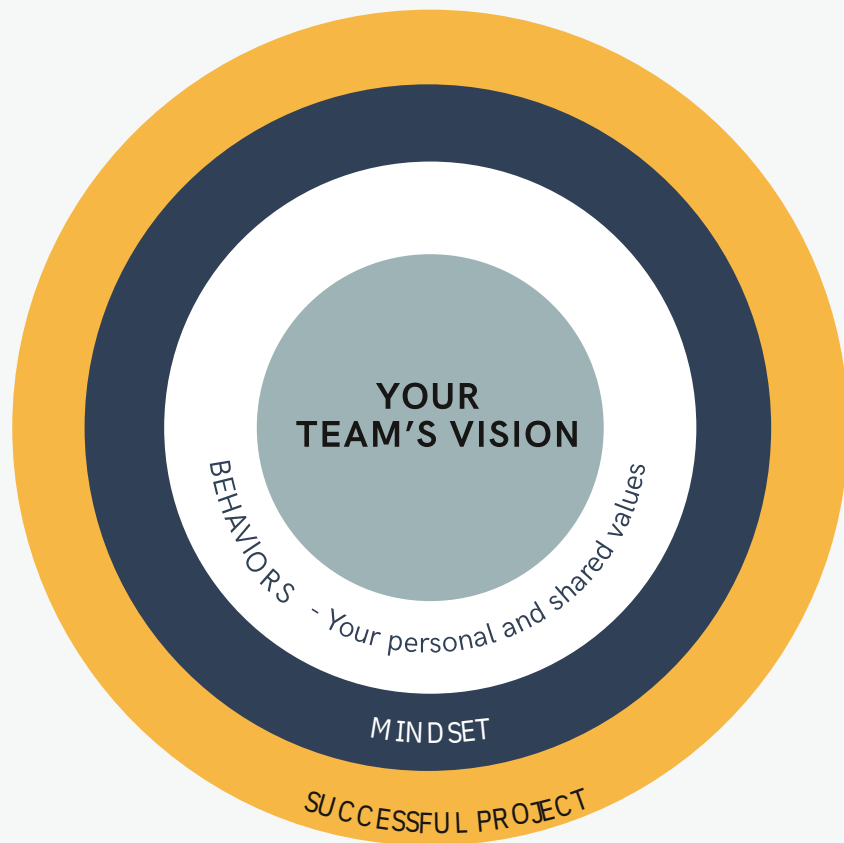 YOUR
TEAM’S VISION
BEHAVIORS - Your personal and shared values
MINDSET
SUCCESSFUL PROJECT